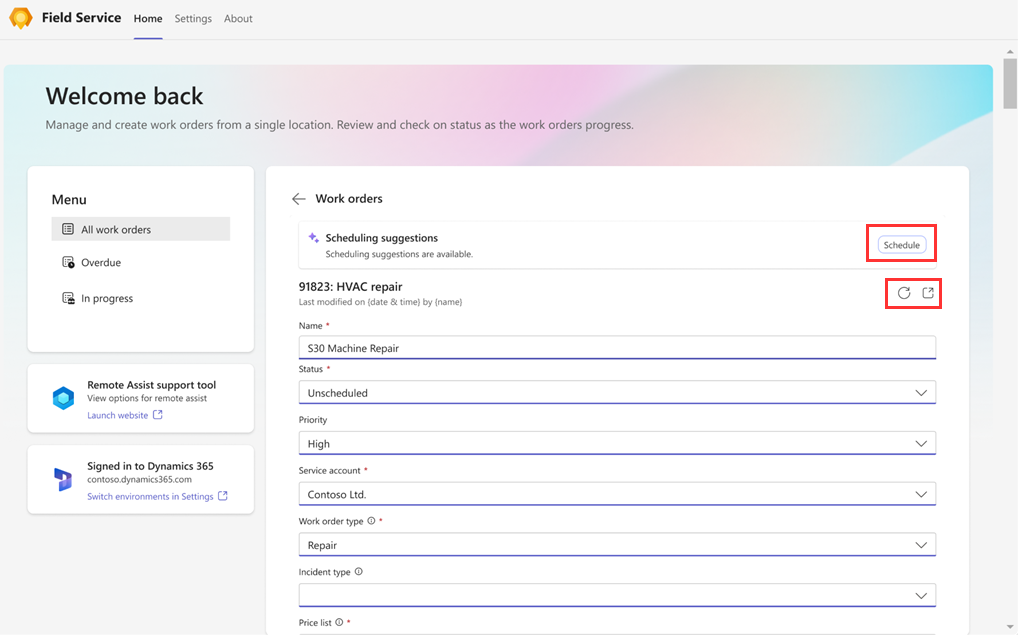 Field Service Home Settings About
Welcome back
Manage and create work orders from a single location. Review and check on status as the work orders progress.
Menu
All work orders
Overdue
In progress
Remote Assist support tool
View options for remote assist
Launch website
Signed in to Dynamics 365
contoso.dynamics365.com
Switch environments in Settings
Work orders
Scheduling suggestions
Scheduling suggestions are available.
Schedule
91823: HVAC repair
Last modified on (date & time) by (name)
Name *
S30 Machine Repair
Status *
Unscheduled
Priority
High
Service account *
Contoso Ltd.
Work order type *
Repair
Incident type
Price list *